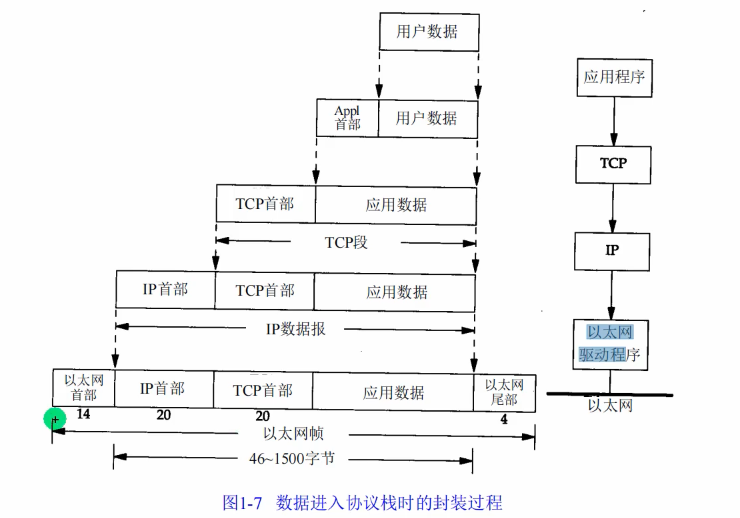 用户数据
应用程序
Appl
首部
用户数据
TCP
TCP首部
应用数据
TCP段
IP
IP首部
TCP首部
应用数据
IP数据报
以太网
驱动程序
以太网
首部
IP首部
TCP首部
应用数据
以太网
尾部
以太网
14
20
20
4
以太网帧
46~1500字节
图1-7 数据进入协议栈时的封装过程